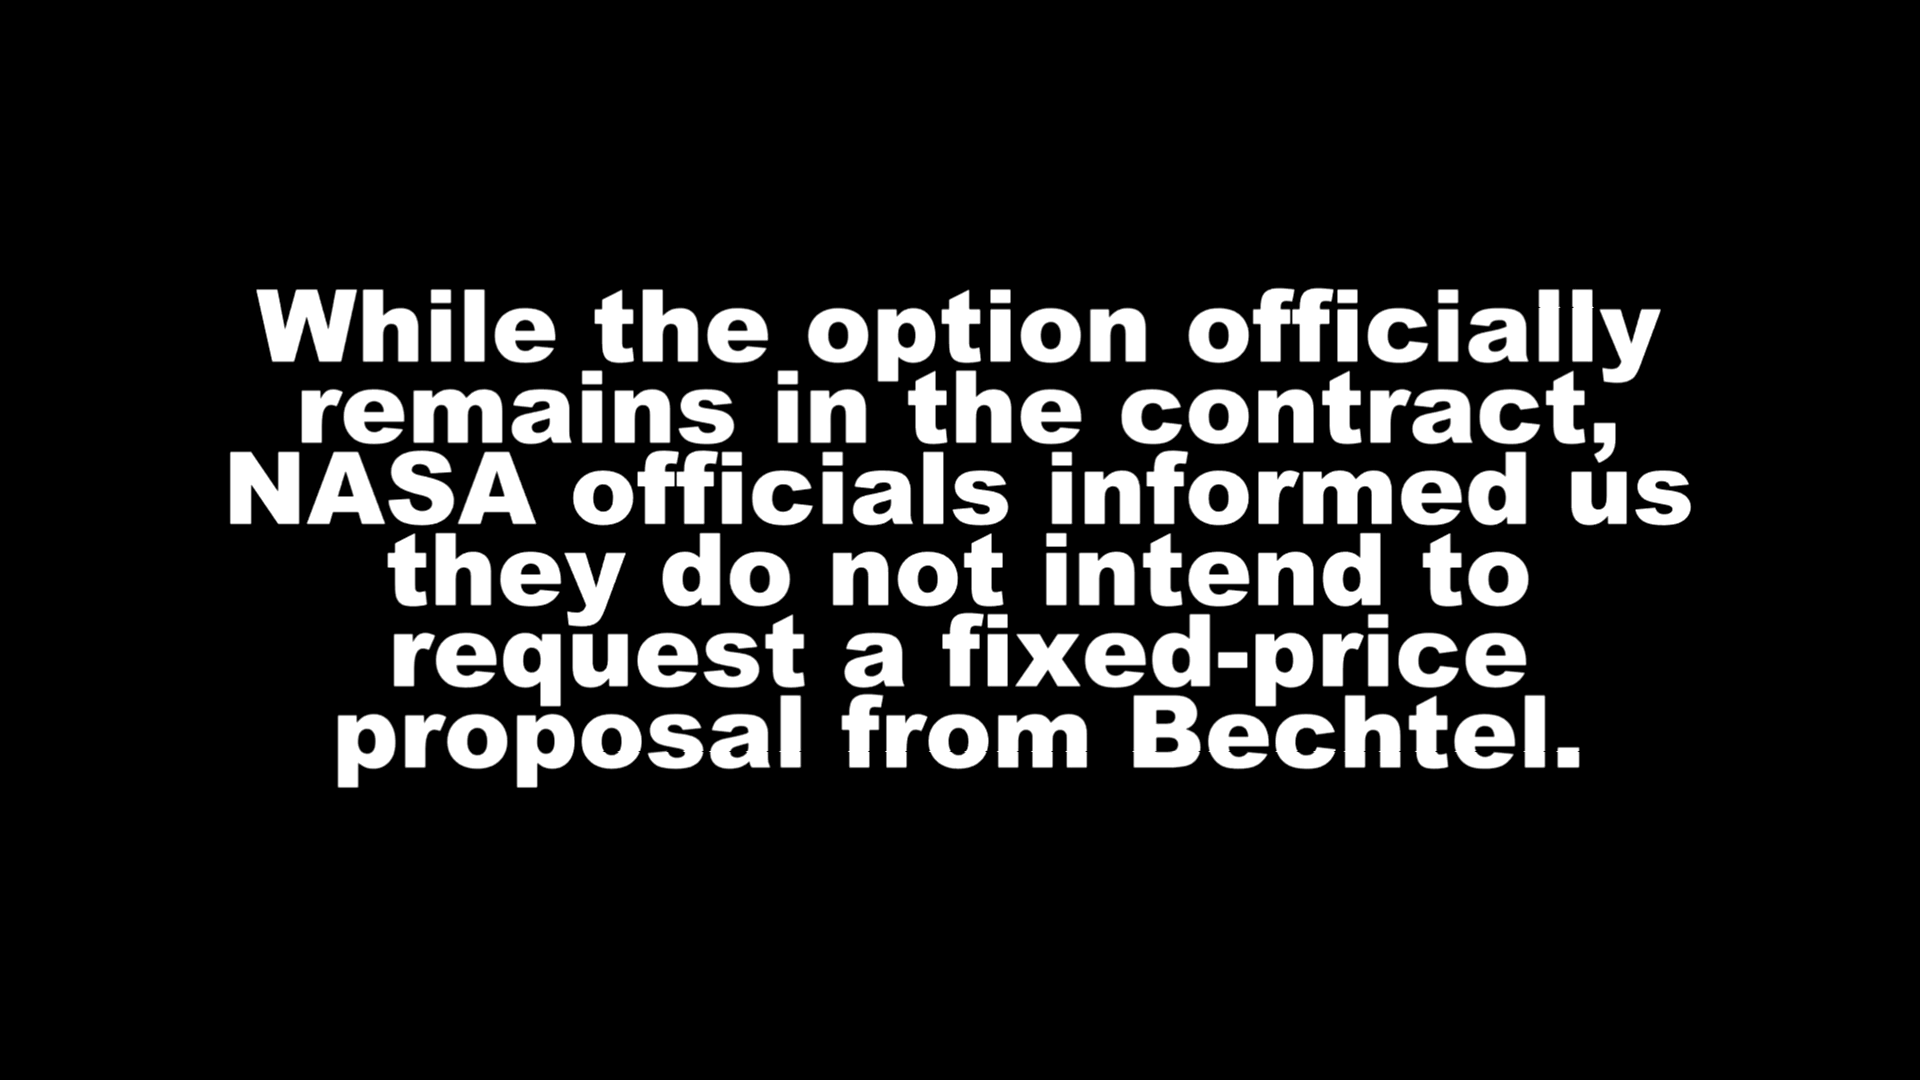 While the option officially
remains in the contract,
NASA officials informed us
they do not intend to
request a fixed-price
proposal from Bechtel.